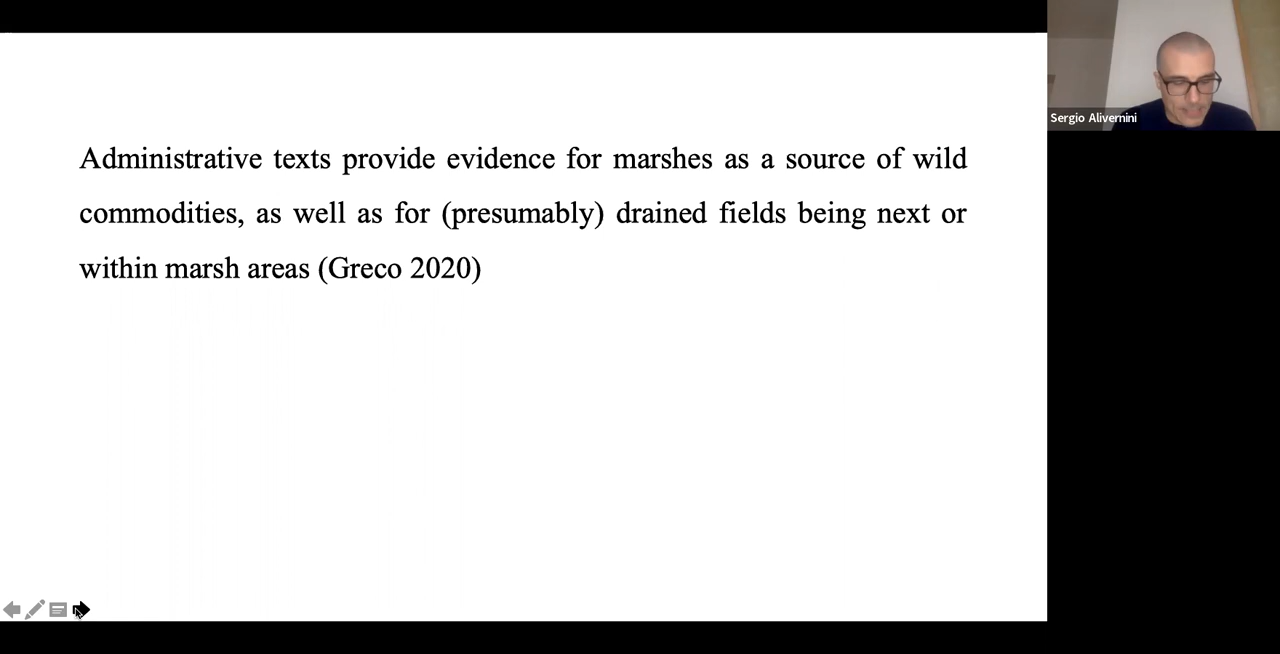 Administrative texts provide evidence for marshes as a source of wild
commodities, as well as for (presumably) drained fields being next or
within marsh areas (Greco 2020)
Sergio Alivernini